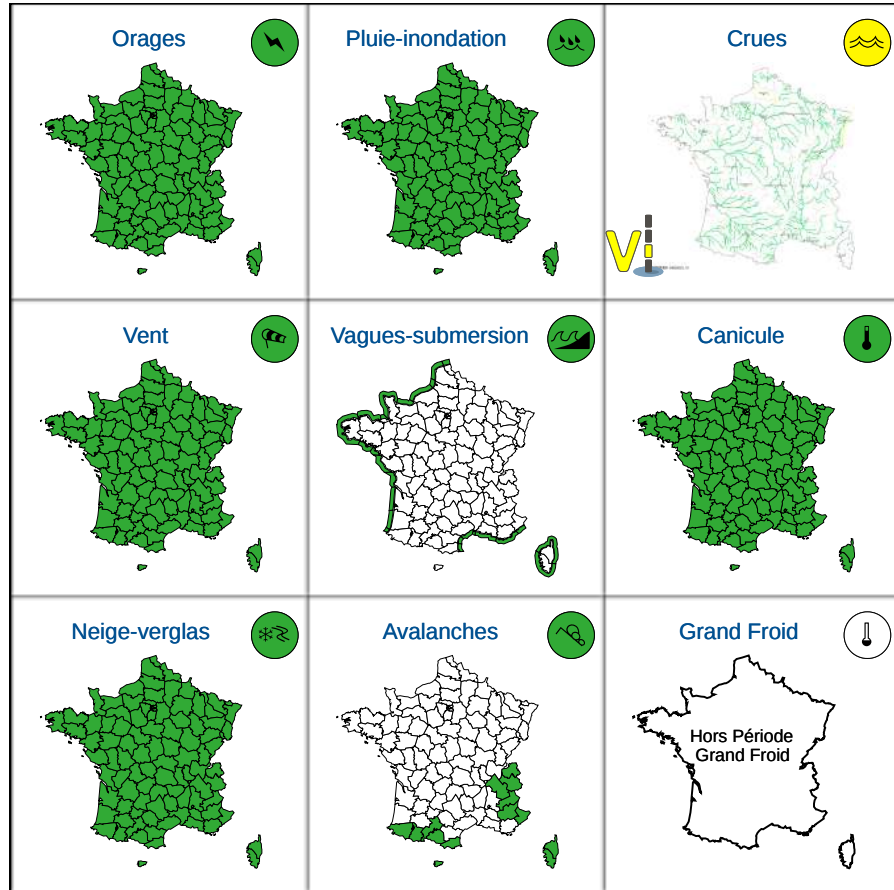 Orages
Pluie-inondation
Crues
Vent
Vagues-submersion
Canicule
Neige-verglas
Avalanches
Grand Froid
Hors Période
Grand Froid